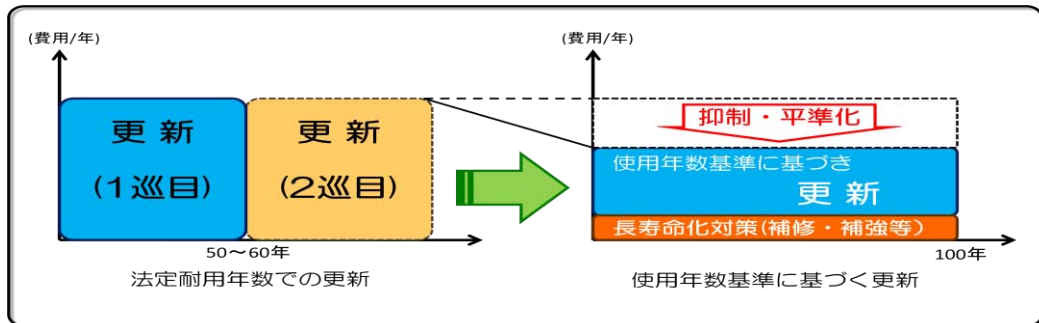 (費用/年)
更 新
(1巡目)
更 新
(2巡目)
50～60年
法定耐用年数での更新
(費用/年)
抑制・平準化
使用年数基準に基づき
更 新
長寿命化対策(補修・補強等)
100年
使用年数基準に基づく更新